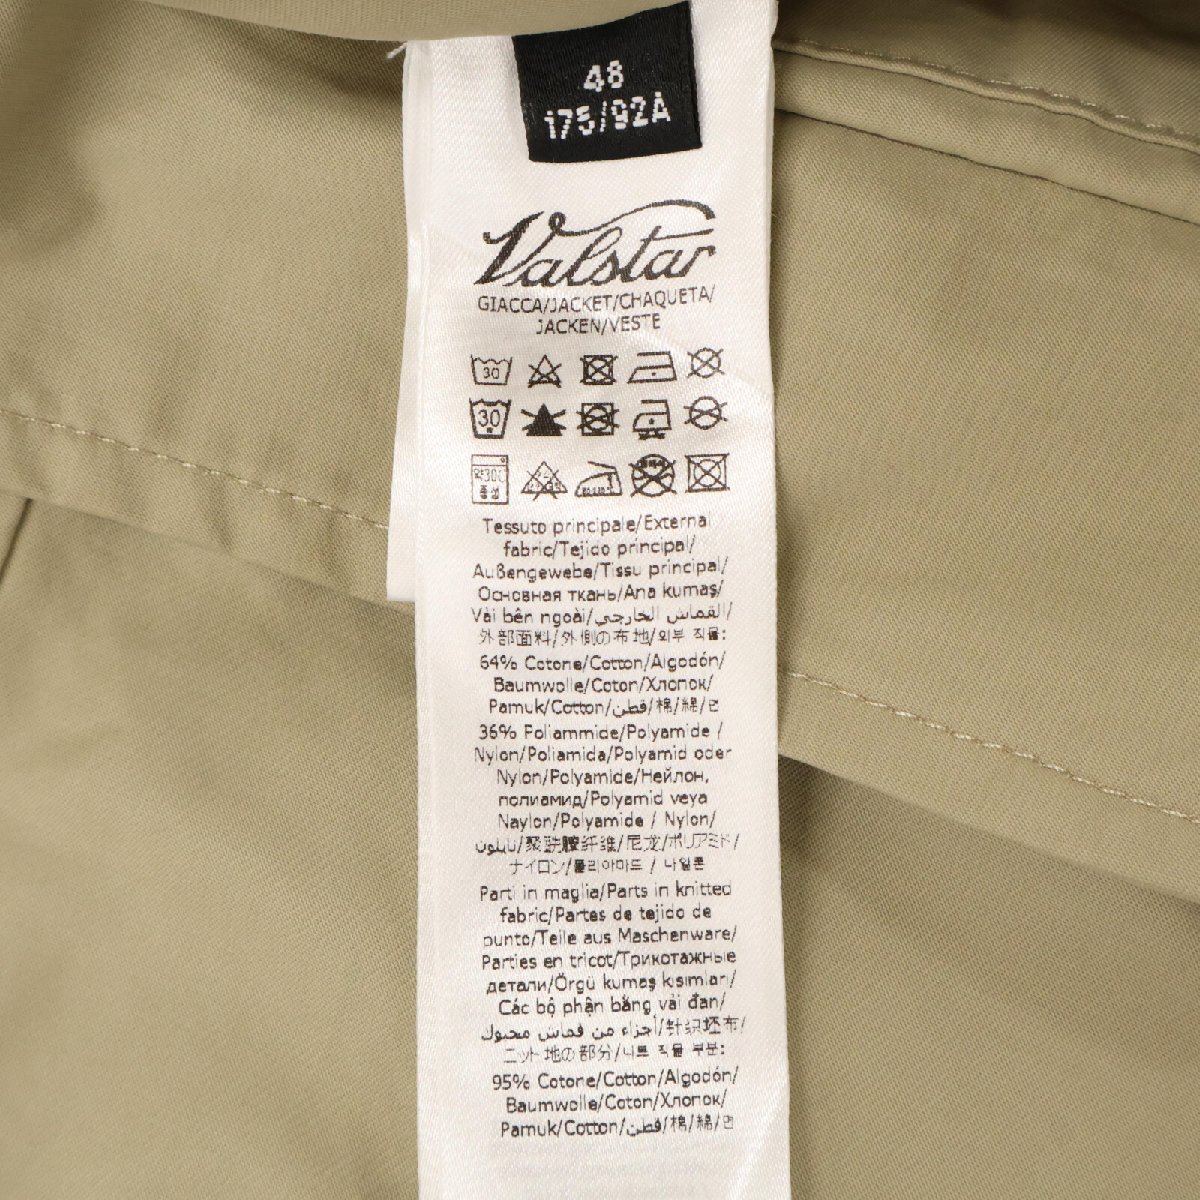 48
175/92A
Valstar
GIACCA/JACKET/CHAQUETA/
JACKEN/VESTE
30
30
Tessuto principale/External
fabric/Tejido principal/
Außengewebe/Tissu principal/
Основная ткань/Ana kumaş/
Vải bên ngoài/القماش الخارجي/
外部面料/外側の布地/외부 직물:
64% Cotone/Cotton/Algodón/
Baumwolle/Coton/Хлопок/
Pamuk/Cotton/قطن/棉/綿/면
36% Poliammide/Polyamide /
Nylon/Poliamida/Polyamid oder
Nylon/Polyamide/Нейлон,
полиамид/Polyamid veya
Naylon/Polyamide / Nylon/
نايلون/聚酰胺纤维/尼龙/ポリアミド/
ナイロン/폴리아마드 / 나일론
Parti in maglia/Parts in knitted
fabric/Partes de tejido de
punto/Teile aus Maschenware/
Parties en tricot/Трикотажные
детали/Örgü kumaş kısımları/
Các bộ phận bằng vải đan/
أجزاء من قماش محبوك/针织坯布/
ニット地の部分/니트 직물 부분:
95% Cotone/Cotton/Algodón/
Baumwolle/Coton/Хлопок/
Pamuk/Cotton/قطن/棉/綿/면